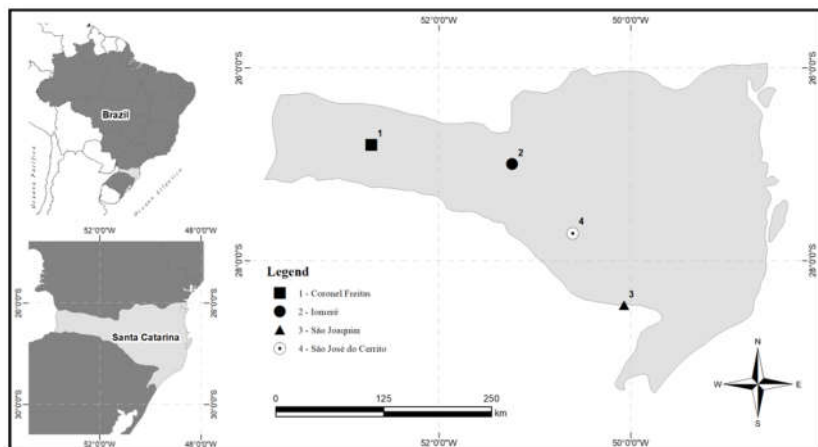 Brazil
Oceano Pacífico
Oceano Atlântico
52°0'0"W 48°0'0"W
26°0'0"S 26°0'0"S
Santa Catarina
30°0'0"S 30°0'0"S
52°0'0"W 48°0'0"W
52°0'0"W 50°0'0"W
26°0'0"S 26°0'0"S
1
2
4
28°0'0"S 28°0'0"S
3
Legend
1 - Coronel Freitas
2 - Iomerê
3 - São Joaquim
4 - São José do Cerrito
0 125 250
km
N
W E
S
52°0'0"W 50°0'0"W